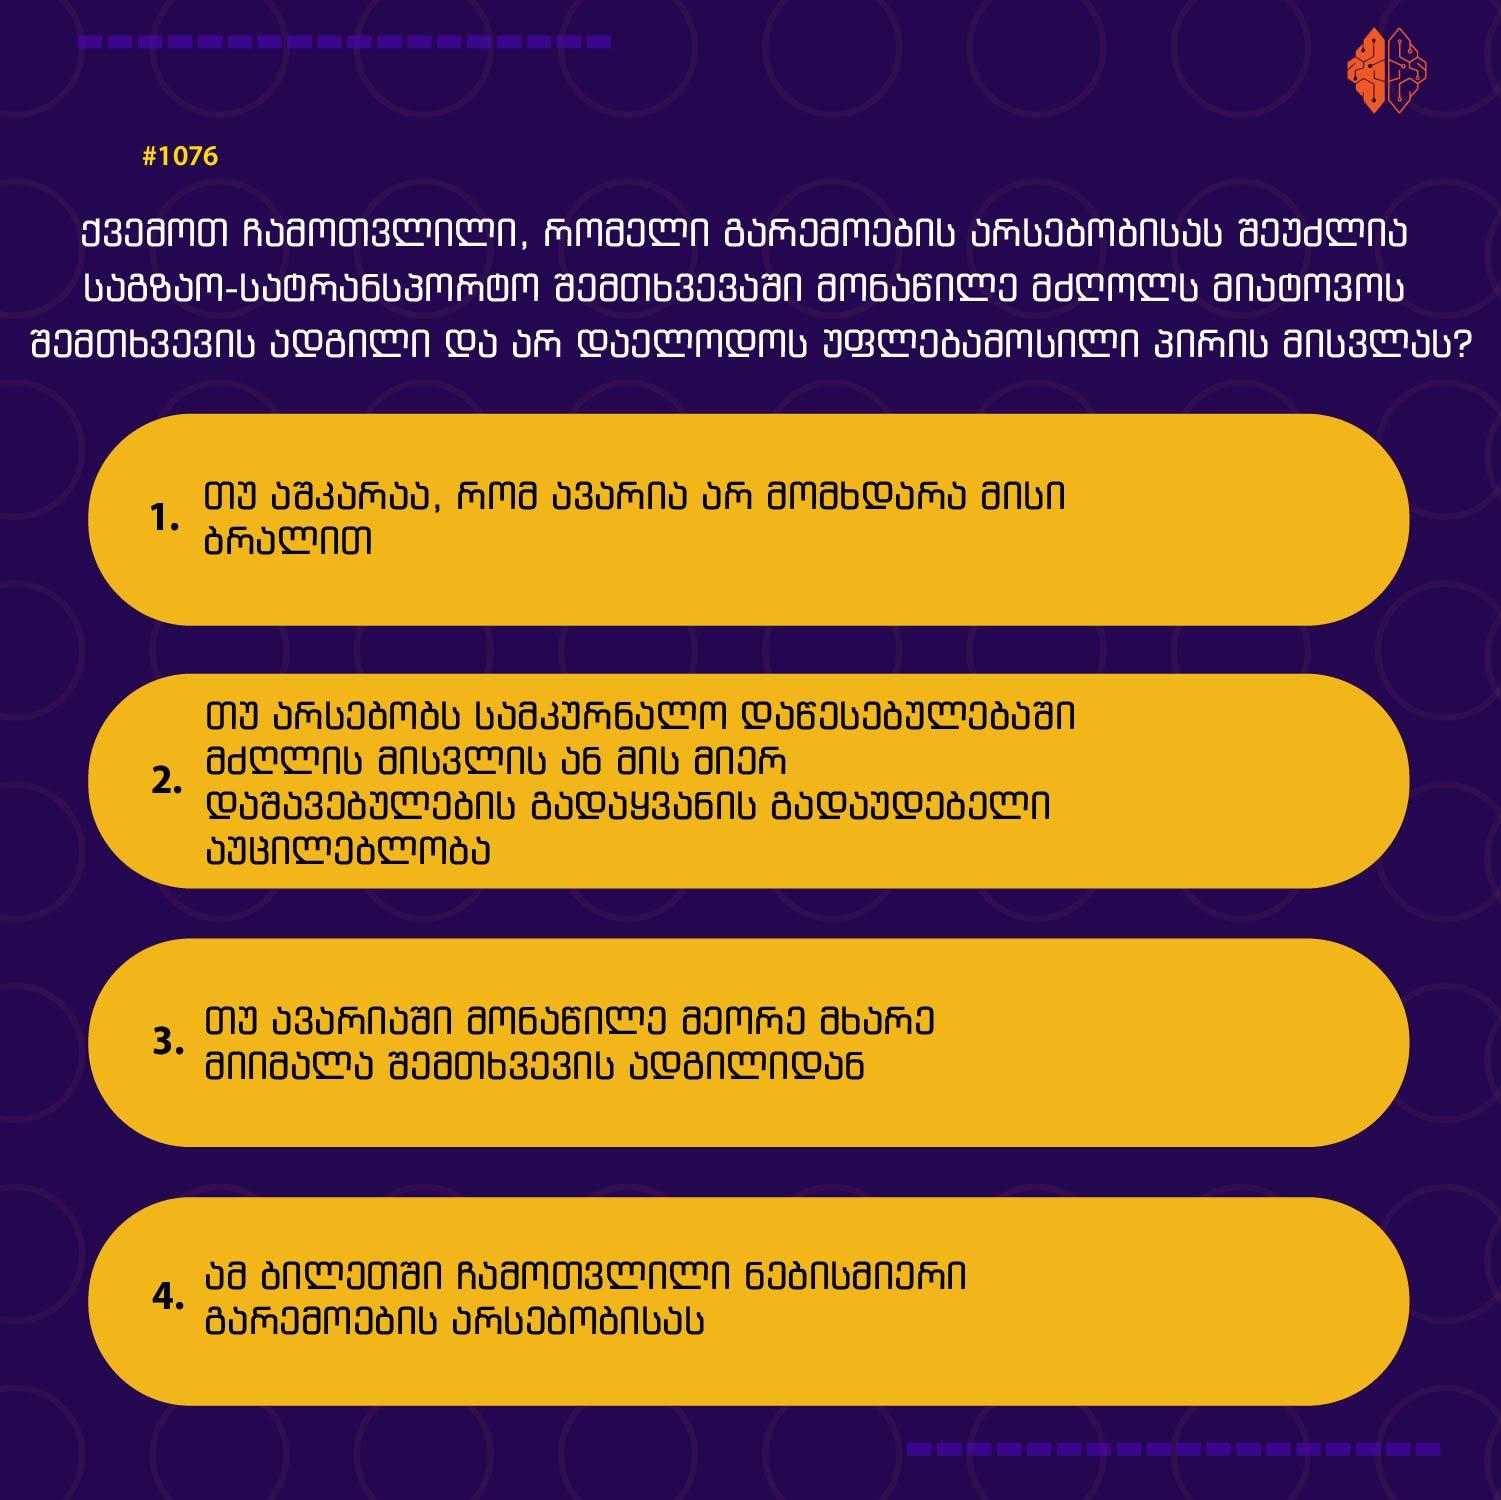 #1076
ქვემოთ ჩამოთვლილი, რომელი გარემოების არსებობისას შეუძლია
საგზაო-სატრანსპორტო შემთხვევაში მონაწილე მძღოლს მიატოვოს
შემთხვევის ადგილი და არ დაელოდოს უფლებამოსილი პირის მისვლას?
1. თუ აშკარაა, რომ ავარია არ მომხდარა მისი
ბრალით
2. თუ არსებობს სამკურნალო დაწესებულებაში
მძღლის მისვლის ან მის მიერ
დაშავებულების გადაყვანის გადაუდებელი
აუცილებლობა
3. თუ ავარიაში მონაწილე მეორე მხარე
მიიმალა შემთხვევის ადგილიდან
4. ამ ბილეთში ჩამოთვლილი ნებისმიერი
გარემოების არსებობისას